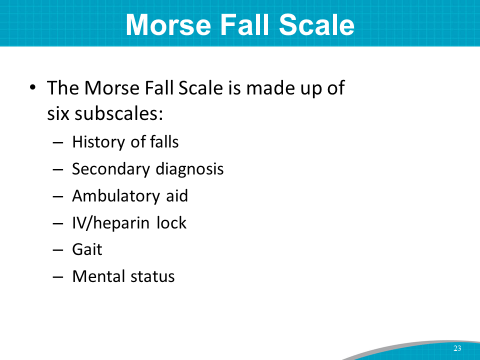 Morse Fall Scale
• The Morse Fall Scale is made up of
six subscales:
– History of falls
– Secondary diagnosis
– Ambulatory aid
– IV/heparin lock
– Gait
– Mental status
23